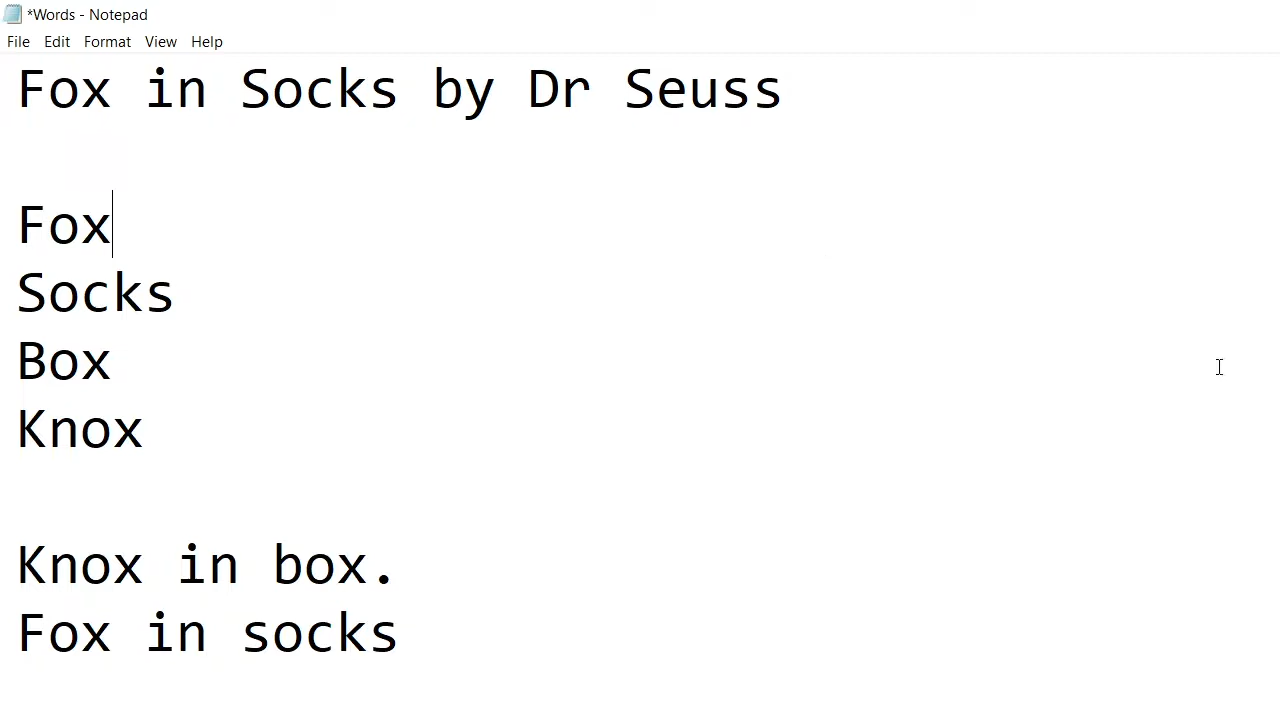 *Words - Notepad
File Edit Format View Help
Fox in Socks by Dr Seuss
Fox
Socks
Box
Knox
Knox in box.
Fox in socks